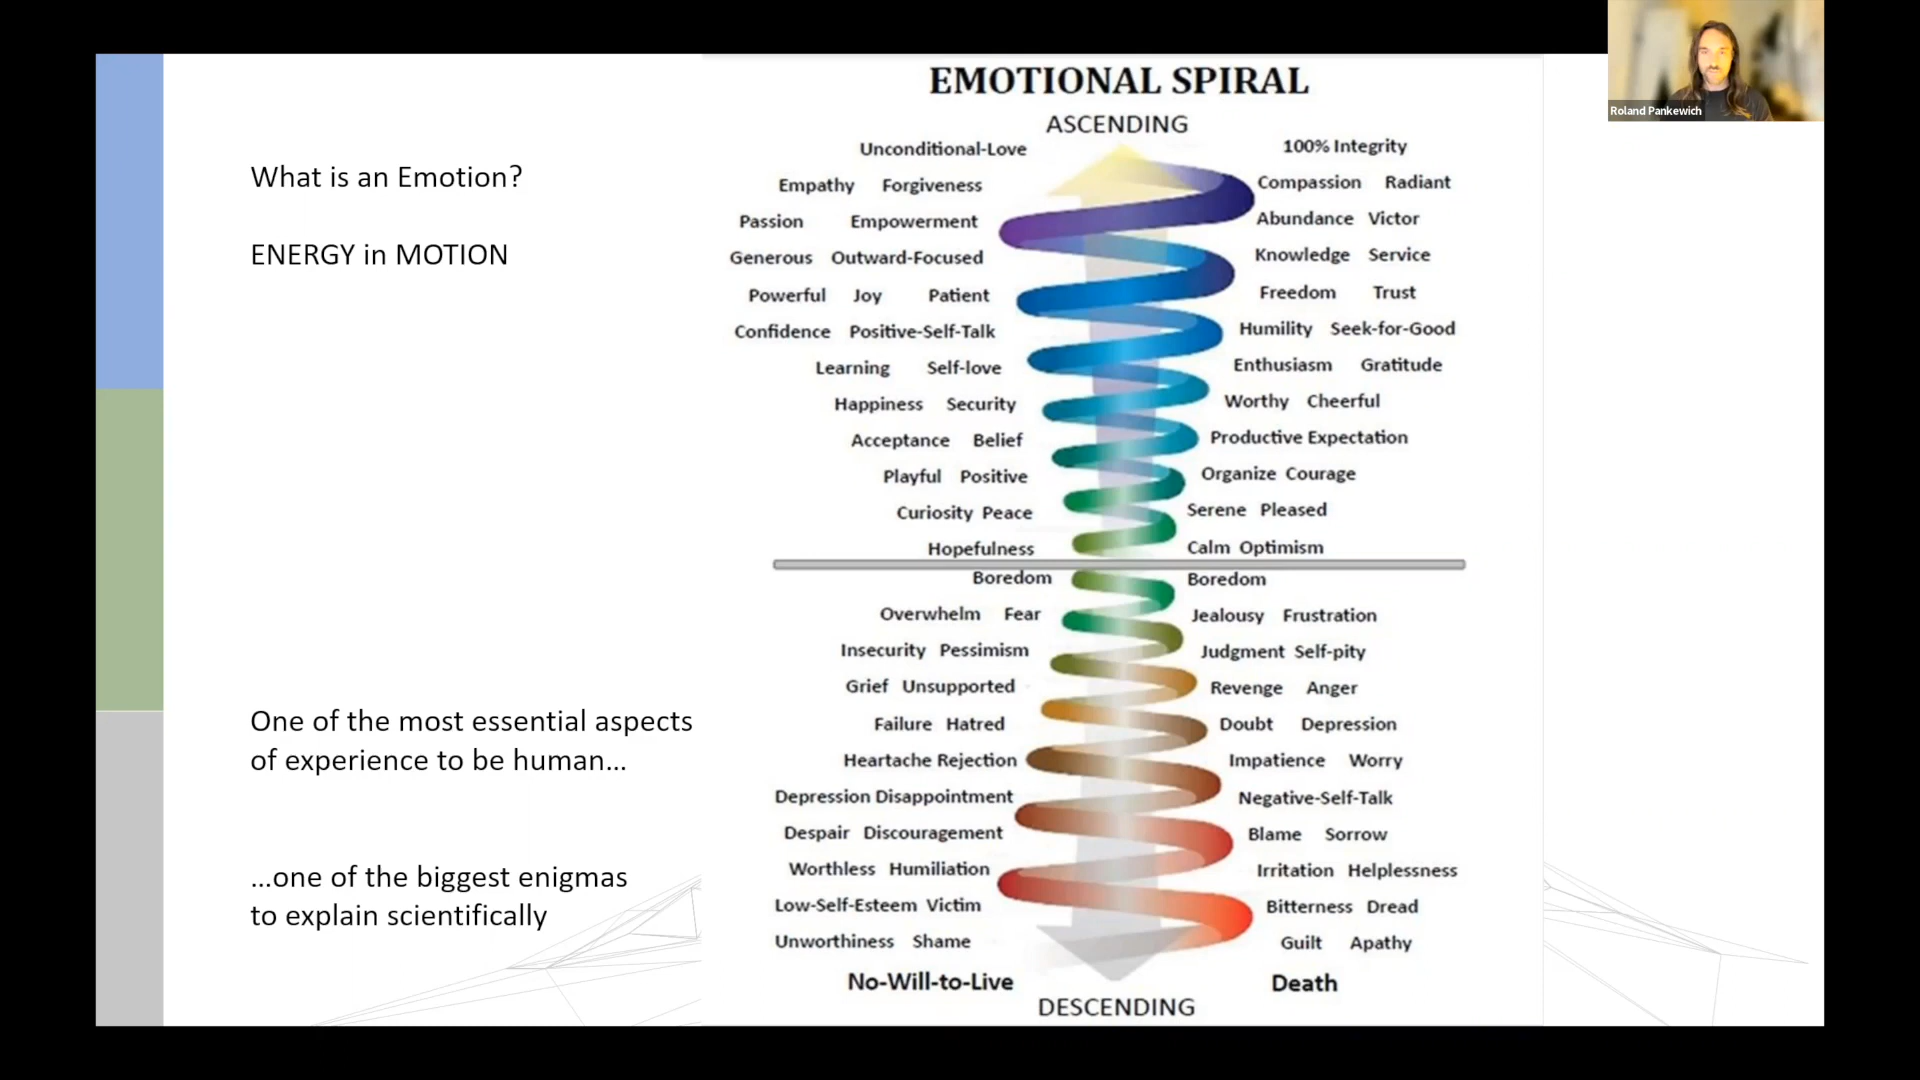 Roland Pankewich
What is an Emotion?
ENERGY in MOTION
One of the most essential aspects
of experience to be human...
...one of the biggest enigmas
to explain scientifically
EMOTIONAL SPIRAL
ASCENDING
Unconditional-Love 100% Integrity
Empathy Forgiveness Compassion Radiant
Passion Empowerment Abundance Victor
Generous Outward-Focused Knowledge Service
Powerful Joy Patient Freedom Trust
Confidence Positive-Self-Talk Humility Seek-for-Good
Learning Self-love Enthusiasm Gratitude
Happiness Security Worthy Cheerful
Acceptance Belief Productive Expectation
Playful Positive Organize Courage
Curiosity Peace Serene Pleased
Hopefulness Calm Optimism
Boredom Boredom
Overwhelm Fear Jealousy Frustration
Insecurity Pessimism Judgment Self-pity
Grief Unsupported Revenge Anger
Failure Hatred Doubt Depression
Heartache Rejection Impatience Worry
Depression Disappointment Negative-Self-Talk
Despair Discouragement Blame Sorrow
Worthless Humiliation Irritation Helplessness
Low-Self-Esteem Victim Bitterness Dread
Unworthiness Shame Guilt Apathy
No-Will-to-Live Death
DESCENDING